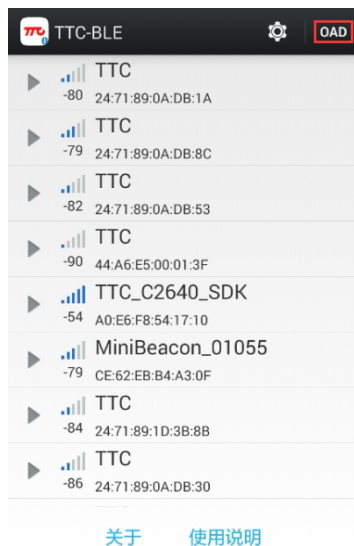 TTC TTC-BLE OAD
TTC
-80 24:71:89:0A:DB:1A
TTC
-79 24:71:89:0A:DB:8C
TTC
-82 24:71:89:0A:DB:53
TTC
-90 44:A6:E5:00:01:3F
TTC_C2640_SDK
-54 A0:E6:F8:54:17:10
MiniBeacon_01055
-79 CE:62:EB:B4:A3:0F
TTC
-84 24:71:89:1D:3B:8B
TTC
-86 24:71:89:0A:DB:30
关于 使用说明